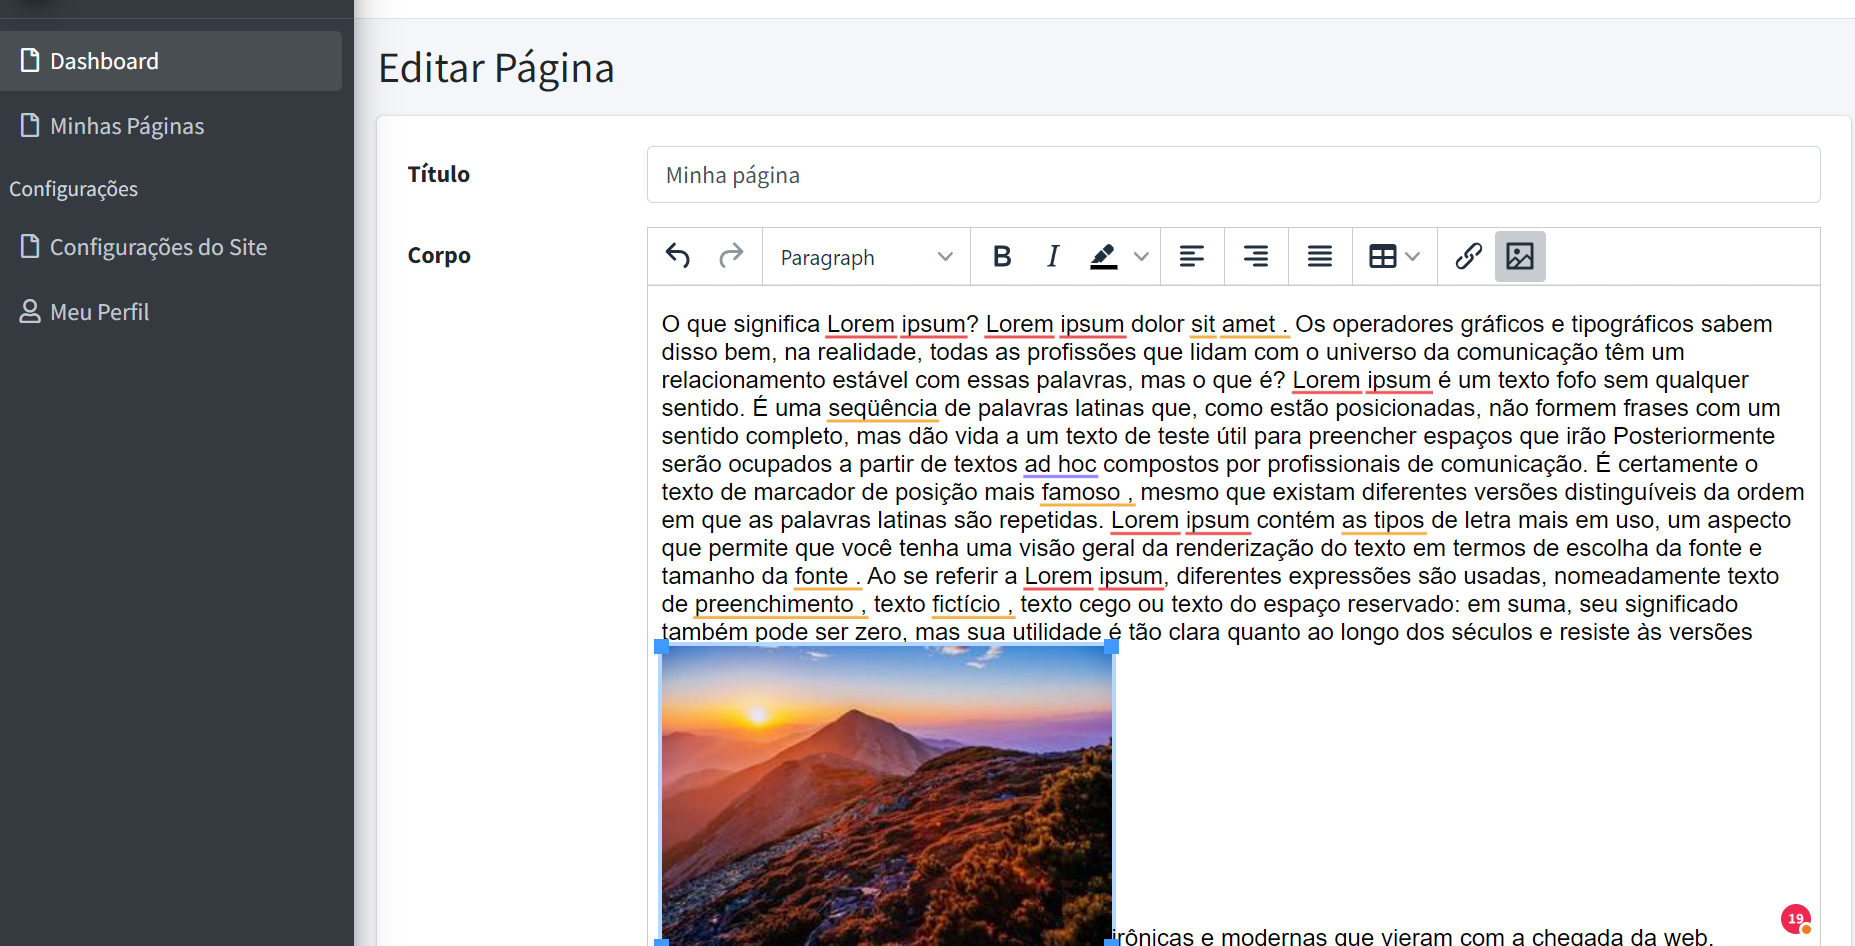 Dashboard
Minhas Páginas
Configurações
Configurações do Site
Meu Perfil
Editar Página
Título
Minha página
Corpo
Paragraph
B I
O que significa Lorem ipsum? Lorem ipsum dolor sit amet . Os operadores gráficos e tipográficos sabem
disso bem, na realidade, todas as profissões que lidam com o universo da comunicação têm um
relacionamento estável com essas palavras, mas o que é? Lorem ipsum é um texto fofo sem qualquer
sentido. É uma seqüência de palavras latinas que, como estão posicionadas, não formem frases com um
sentido completo, mas dão vida a um texto de teste útil para preencher espaços que irão Posteriormente
serão ocupados a partir de textos ad hoc compostos por profissionais de comunicação. É certamente o
texto de marcador de posição mais famoso , mesmo que existam diferentes versões distinguíveis da ordem
em que as palavras latinas são repetidas. Lorem ipsum contém as tipos de letra mais em uso, um aspecto
que permite que você tenha uma visão geral da renderização do texto em termos de escolha da fonte e
tamanho da fonte . Ao se referir a Lorem ipsum, diferentes expressões são usadas, nomeadamente texto
de preenchimento , texto fictício , texto cego ou texto do espaço reservado: em suma, seu significado
também pode ser zero, mas sua utilidade é tão clara quanto ao longo dos séculos e resiste às versões
irônicas e modernas que vieram com a chegada da web.
19